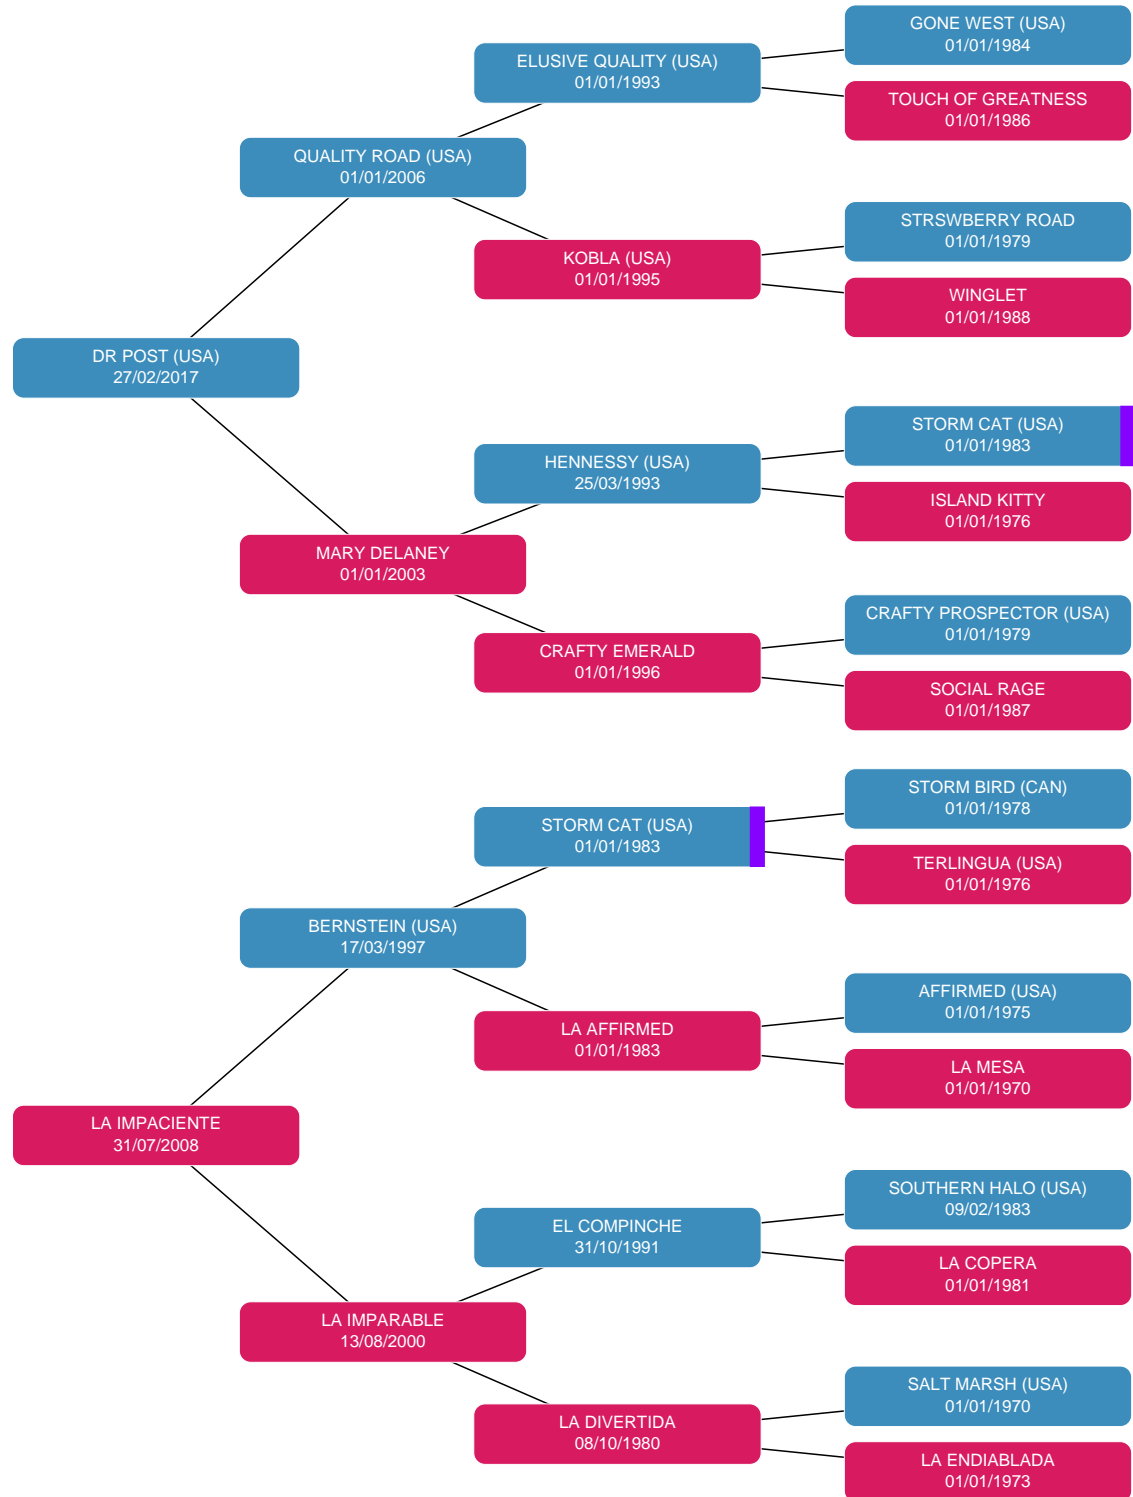 GONE WEST (USA)
01/01/1984
ELUSIVE QUALITY (USA)
01/01/1993
TOUCH OF GREATNESS
01/01/1986
QUALITY ROAD (USA)
01/01/2006
STRSWBERRY ROAD
01/01/1979
KOBLA (USA)
01/01/1995
WINGLET
01/01/1988
DR POST (USA)
27/02/2017
STORM CAT (USA)
01/01/1983
HENNESSY (USA)
25/03/1993
ISLAND KITTY
01/01/1976
MARY DELANEY
01/01/2003
CRAFTY PROSPECTOR (USA)
01/01/1979
CRAFTY EMERALD
01/01/1996
SOCIAL RAGE
01/01/1987
STORM BIRD (CAN)
01/01/1978
STORM CAT (USA)
01/01/1983
TERLINGUA (USA)
01/01/1976
BERNSTEIN (USA)
17/03/1997
AFFIRMED (USA)
01/01/1975
LA AFFIRMED
01/01/1983
LA MESA
01/01/1970
LA IMPACIENTE
31/07/2008
SOUTHERN HALO (USA)
09/02/1983
EL COMPINCHE
31/10/1991
LA COPERA
01/01/1981
LA IMPARABLE
13/08/2000
SALT MARSH (USA)
01/01/1970
LA DIVERTIDA
08/10/1980
LA ENDIABLADA
01/01/1973